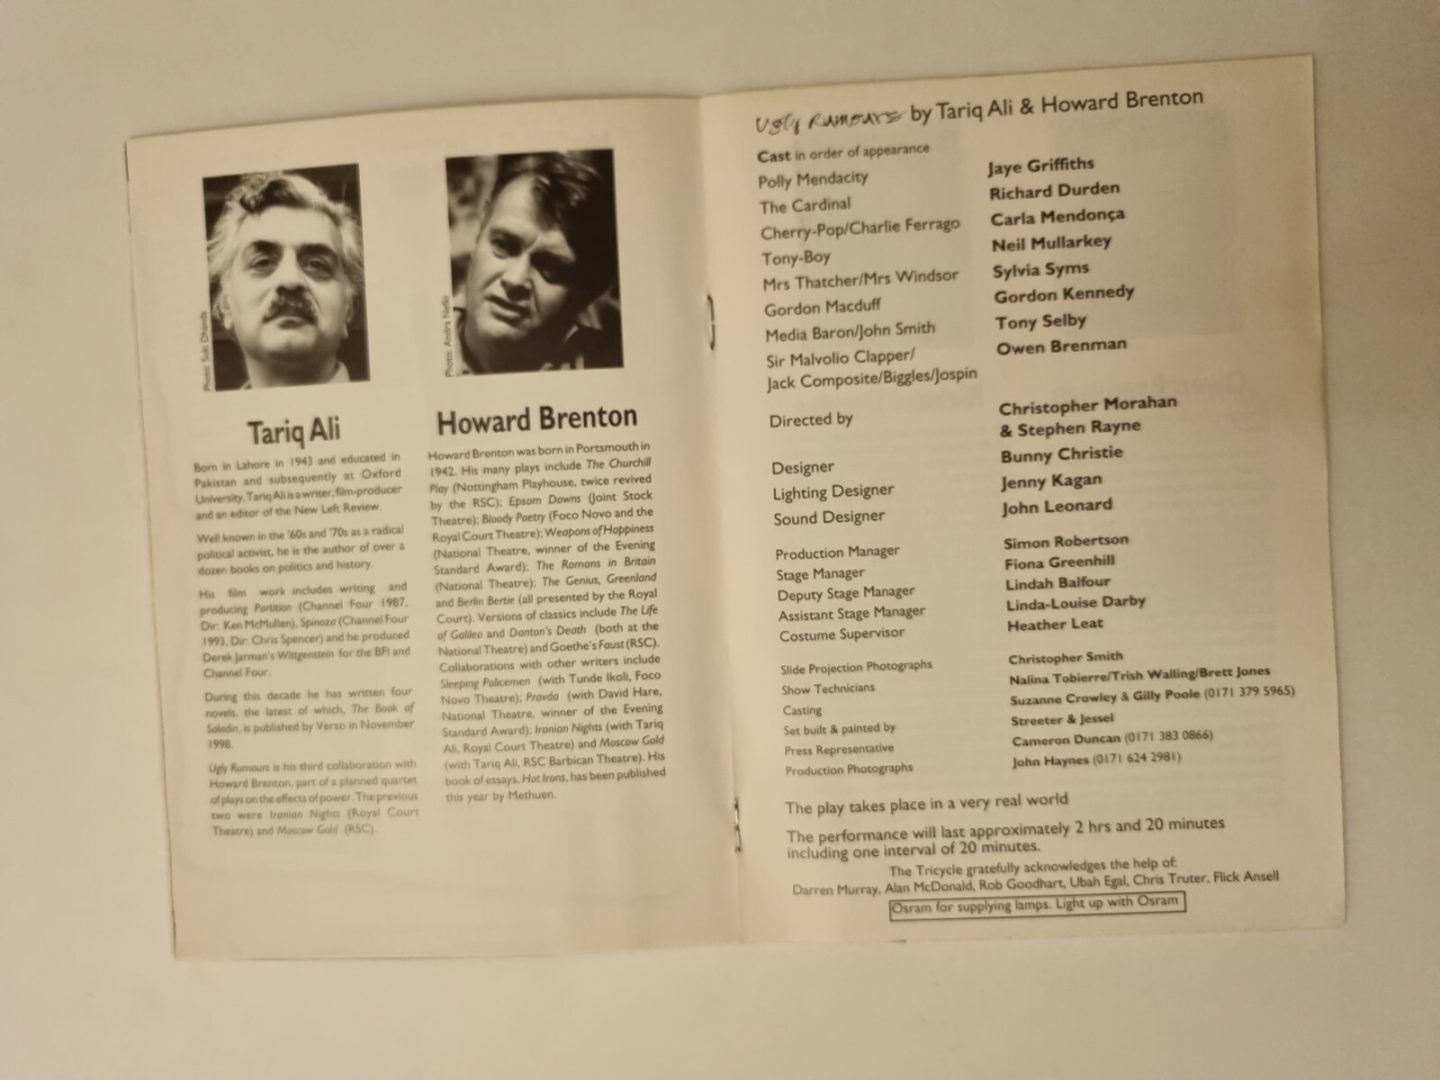 Photo: Suki Dhanda
Photo: Andra Nelki
Tariq Ali
Born in Lahore in 1943 and educated in
Pakistan and subsequently at Oxford
University, Tariq Ali is a writer, film-producer
and an editor of the New Left Review.
Well known in the '60s and '70s as a radical
political activist, he is the author of over a
dozen books on politics and history.
His film work includes writing and
producing Partition (Channel Four 1987,
Dir: Ken McMullen), Spinoza (Channel Four
1993, Dir: Chris Spencer) and he produced
Derek Jarman's Wittgenstein for the BFI and
Channel Four.
During this decade he has written four
novels, the latest of which, The Book of
Saladin, is published by Verso in November
1998.
Ugly Rumours is his third collaboration with
Howard Brenton, part of a planned quartet
of plays on the effects of power. The previous
two were Iranian Nights (Royal Court
Theatre) and Moscow Gold (RSC).
Howard Brenton
Howard Brenton was born in Portsmouth in
1942. His many plays include The Churchill
Play (Nottingham Playhouse, twice revived
by the RSC); Epsom Downs (Joint Stock
Theatre); Bloody Poetry (Foco Novo and the
Royal Court Theatre); Weapons of Happiness
(National Theatre, winner of the Evening
Standard Award); The Romans in Britain
(National Theatre); The Genius, Greenland
and Berlin Bertie (all presented by the Royal
Court). Versions of classics include The Life
of Galileo and Danton's Death (both at the
National Theatre) and Goethe's Faust (RSC).
Collaborations with other writers include
Sleeping Policemen (with Tunde Ikoli, Foco
Novo Theatre); Pravda (with David Hare,
National Theatre, winner of the Evening
Standard Award); Iranian Nights (with Tariq
Ali, Royal Court Theatre) and Moscow Gold
(with Tariq Ali, RSC Barbican Theatre). His
book of essays, Hot Irons, has been published
this year by Methuen.
Ugly Rumours by Tariq Ali & Howard Brenton
Cast in order of appearance
Polly Mendacity Jaye Griffiths
The Cardinal Richard Durden
Cherry-Pop/Charlie Ferrago Carla Mendonça
Tony-Boy Neil Mullarkey
Mrs Thatcher/Mrs Windsor Sylvia Syms
Gordon Macduff Gordon Kennedy
Media Baron/John Smith Tony Selby
Sir Malvolio Clapper/ Owen Brenman
Jack Composite/Biggles/Jospin
Directed by Christopher Morahan
& Stephen Rayne
Designer Bunny Christie
Lighting Designer Jenny Kagan
Sound Designer John Leonard
Production Manager Simon Robertson
Stage Manager Fiona Greenhill
Deputy Stage Manager Lindah Balfour
Assistant Stage Manager Linda-Louise Darby
Costume Supervisor Heather Leat
Slide Projection Photographs Christopher Smith
Show Technicians Nalina Tobierre/Trish Walling/Brett Jones
Casting Suzanne Crowley & Gilly Poole (0171 379 5965)
Set built & painted by Streeter & Jessel
Press Representative Cameron Duncan (0171 383 0866)
Production Photographs John Haynes (0171 624 2981)
The play takes place in a very real world
The performance will last approximately 2 hrs and 20 minutes
including one interval of 20 minutes.
The Tricycle gratefully acknowledges the help of:
Darren Murray, Alan McDonald, Rob Goodhart, Ubah Egal, Chris Truter, Flick Ansell
Osram for supplying lamps. Light up with Osram